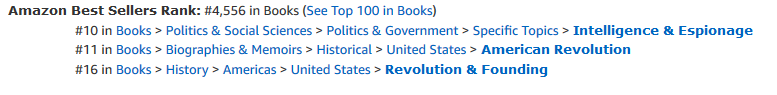 Amazon Best Sellers Rank: #4,556 in Books (See Top 100 in Books)
#10 in Books > Politics & Social Sciences > Politics & Government > Specific Topics > Intelligence & Espionage
#11 in Books > Biographies & Memoirs > Historical > United States > American Revolution
#16 in Books > History > Americas > United States > Revolution & Founding